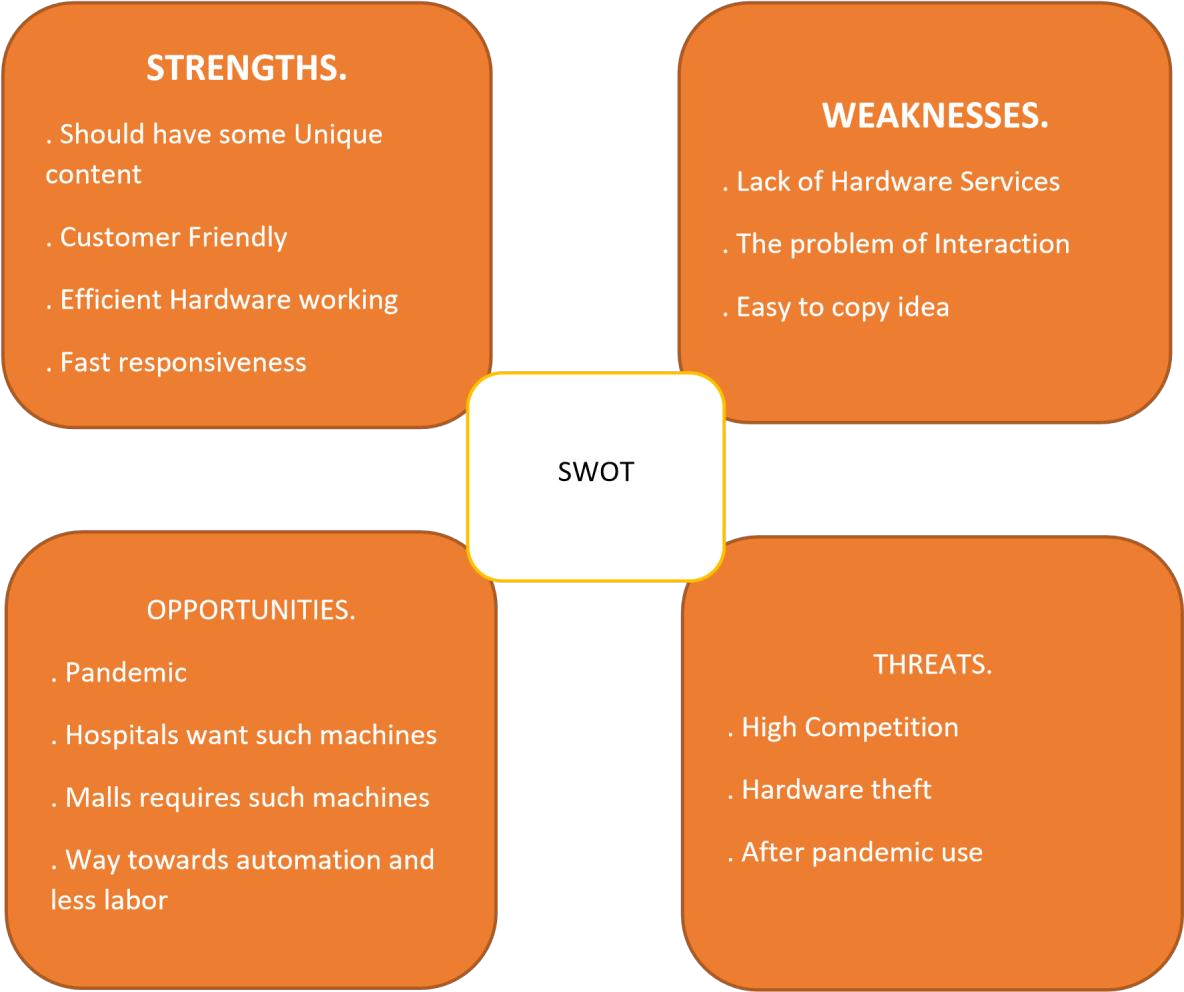 STRENGTHS.
. Should have some Unique
content
. Customer Friendly
. Efficient Hardware working
. Fast responsiveness
WEAKNESSES.
. Lack of Hardware Services
. The problem of Interaction
. Easy to copy idea
SWOT
OPPORTUNITIES.
. Pandemic
. Hospitals want such machines
. Malls requires such machines
. Way towards automation and
less labor
THREATS.
. High Competition
. Hardware theft
. After pandemic use